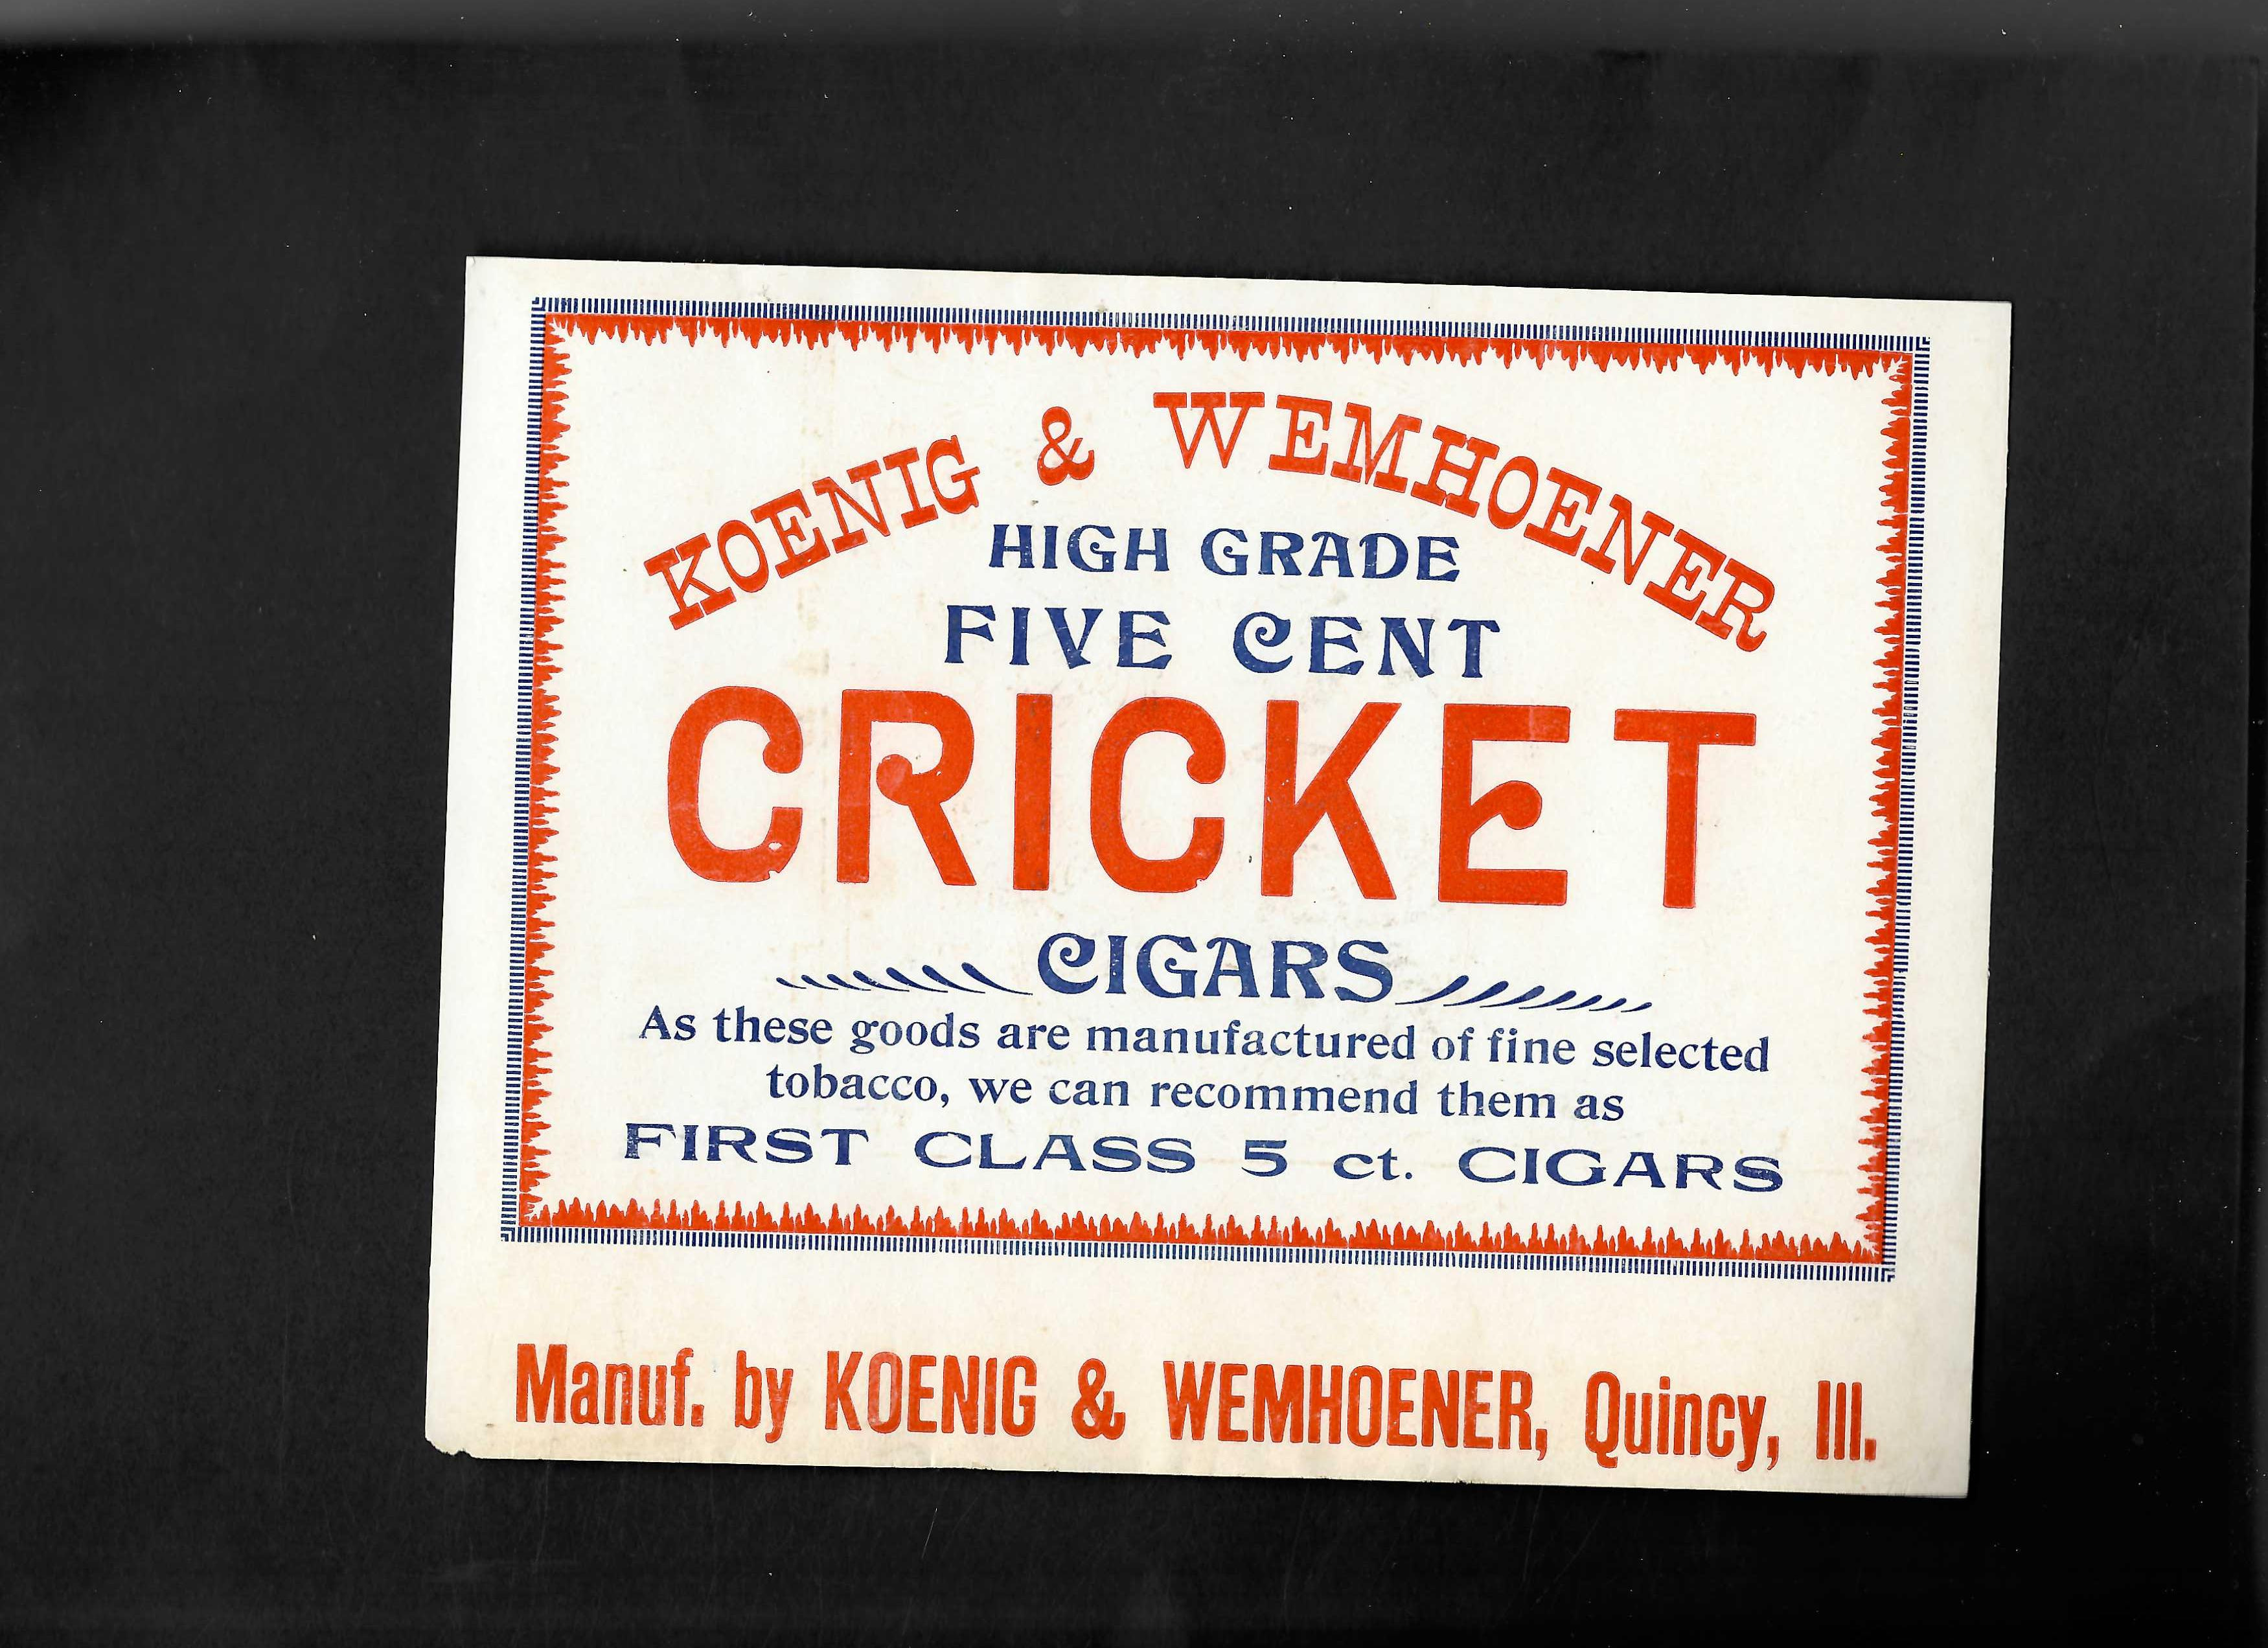 KOENIG & WEMHOENER
HIGH GRADE
FIVE CENT
CRICKET
CIGARS
As these goods are manufactured of fine selected
tobacco, we can recommend them as
FIRST CLASS 5 ct. CIGARS
Manuf. by KOENIG & WEMHOENER, Quincy, Ill.